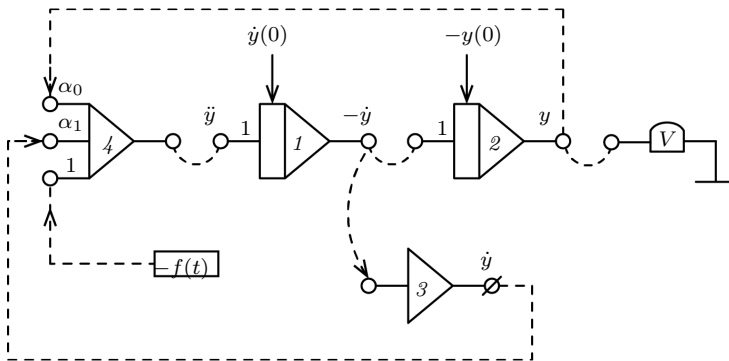 ẏ(0)
−y(0)
α₀
α₁
1
4
ÿ
1
1
−ẏ
1
2
y
V
−f(t)
3
ẏ